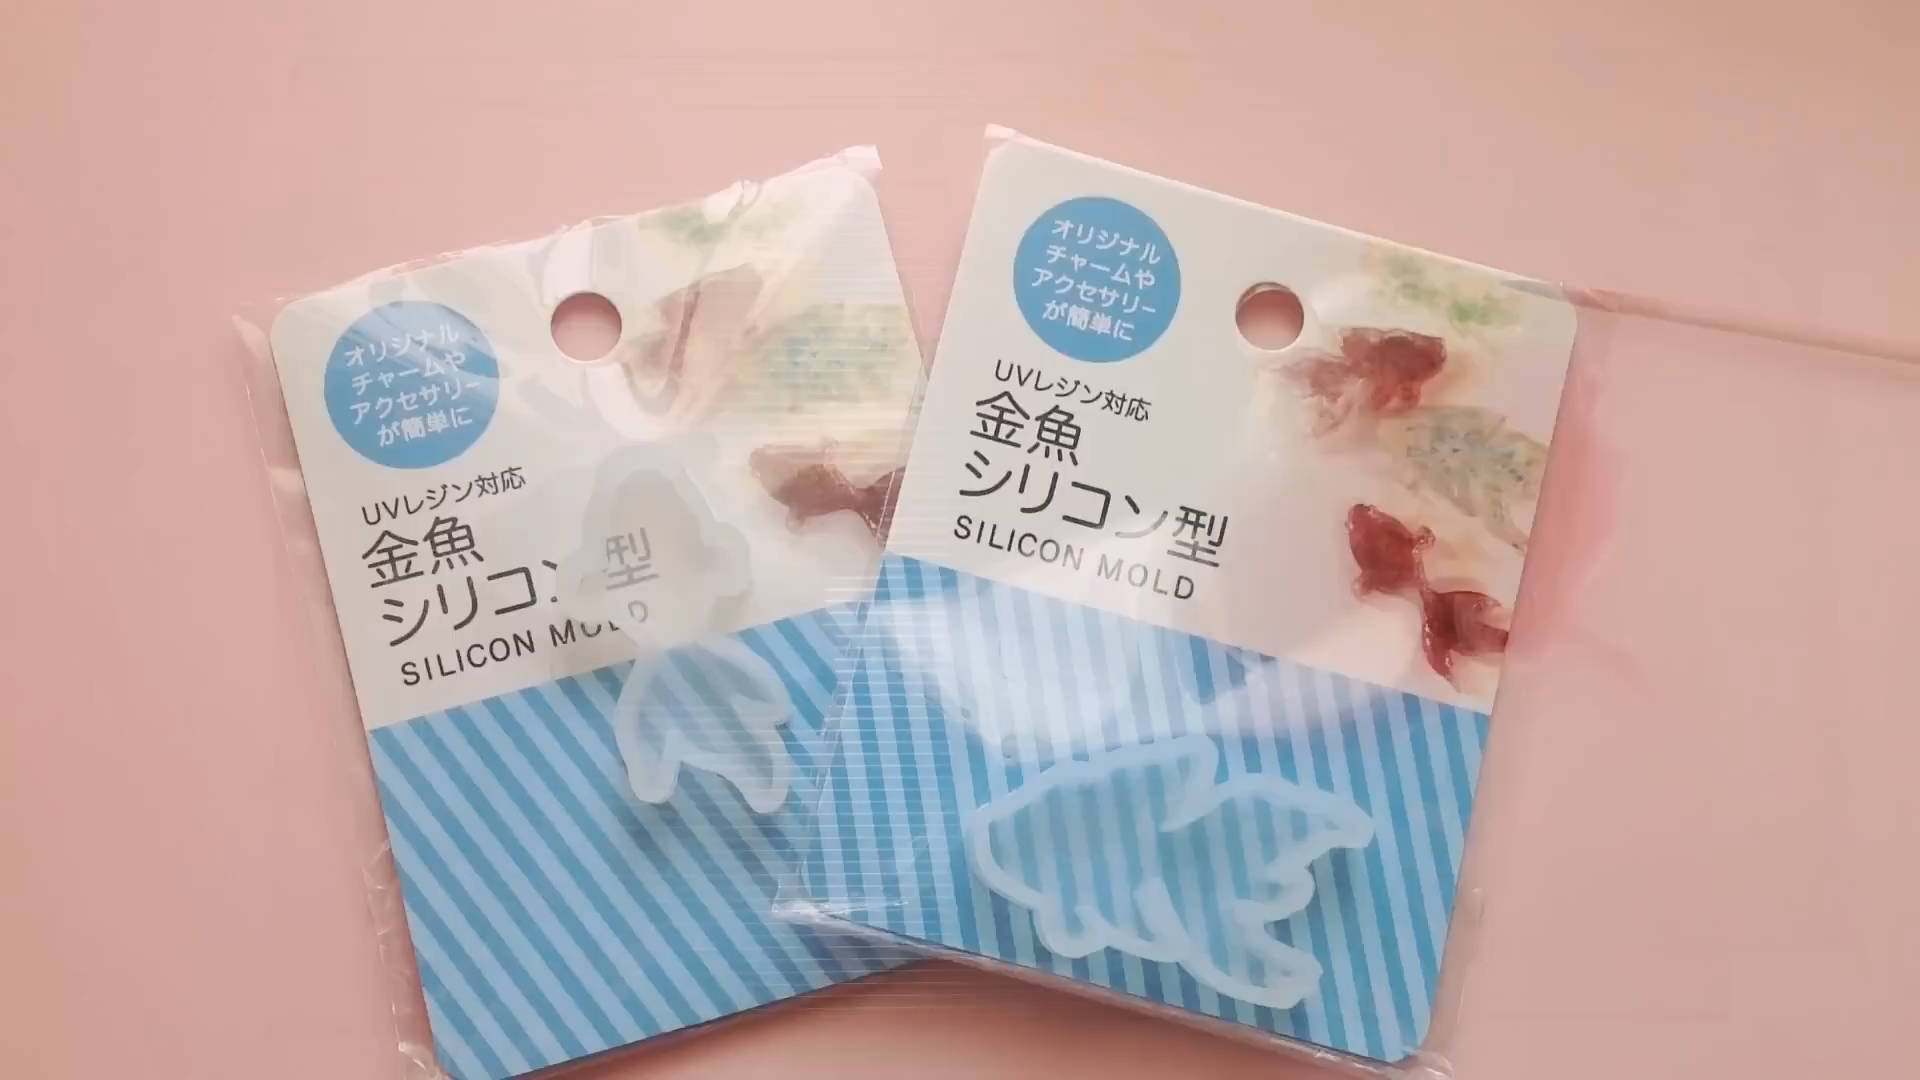 オリジナル
チャームや
アクセサリー
が簡単に
UVレジン対応
金魚
シリコン型
SILICON MOLD
オリジナル
チャームや
アクセサリー
が簡単に
UVレジン対応
金魚
シリコン型
SILICON MOLD